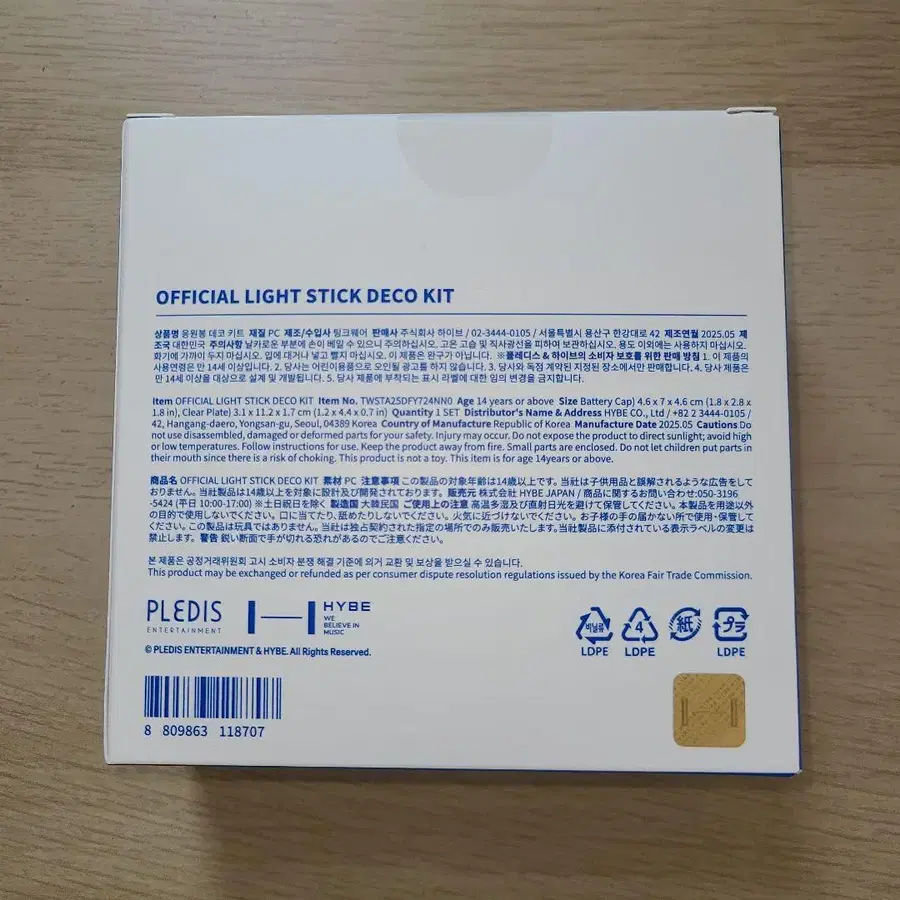 OFFICIAL LIGHT STICK DECO KIT
상품명 응원봉 데코 키트 재질 PC 제조/수입사 팅크웨어 판매사 주식회사 하이브 / 02-3444-0105 / 서울특별시 용산구 한강대로 42 제조연월 2025.05 제
조국 대한민국 주의사항 날카로운 부분에 손이 베일 수 있으니 주의하십시오. 고온 고습 및 직사광선을 피하여 보관하십시오. 용도 이외에는 사용하지 마십시오.
화기에 가까이 두지 마십시오. 입에 대거나 넣고 빨지 마십시오. 이 제품은 완구가 아닙니다. ※플레디스 & 하이브의 소비자 보호를 위한 판매 방침 1. 이 제품의
사용연령은 만 14세 이상입니다. 2. 당사는 어린이용품으로 오인될 광고를 하지 않습니다. 3. 당사와 독점 계약된 지정된 장소에서만 판매합니다. 4. 당사 제품은
만 14세 이상을 대상으로 설계 및 개발됩니다. 5. 당사 제품에 부착되는 표시 라벨에 대한 임의 변경을 금지합니다.
Item OFFICIAL LIGHT STICK DECO KIT Item No. TWSTA25DFY724NN0 Age 14 years or above Size Battery Cap) 4.6 x 7 x 4.6 cm (1.8 x 2.8 x
1.8 in), Clear Plate) 3.1 x 11.2 x 1.7 cm (1.2 x 4.4 x 0.7 in) Quantity 1 SET Distributor's Name & Address HYBE CO., Ltd / +82 2 3444-0105 /
42, Hangang-daero, Yongsan-gu, Seoul, 04389 Korea Country of Manufacture Republic of Korea Manufacture Date 2025.05 Cautions Do
not use disassembled, damaged or deformed parts for your safety. Injury may occur. Do not expose the product to direct sunlight; avoid high
or low temperatures. Follow instructions for use. Keep the product away from fire. Small parts are enclosed. Do not let children put parts in
their mouth since there is a risk of choking. This product is not a toy. This item is for age 14years or above.
商品名 OFFICIAL LIGHT STICK DECO KIT 素材 PC 注意事項 この製品の対象年齢は14歳以上です。当社は子供用品と誤解されるような広告をして
おりません。当社製品は14歳以上を対象に設計及び開発されております。販売元 株式会社 HYBE JAPAN / 商品に関するお問い合わせ:050-3196
-5424 (平日 10:00-17:00) ※土日祝日を除く 製造国 大韓民国 ご使用上の注意 高温多湿及び直射日光を避けて保管してください。本製品を用途以外
の目的で使用しないでください。口に当てたり、舐めたりしないでください。火気に近づけないでください。お子様の手の届かない所で使用・保管して
ください。この製品は玩具ではありません。当社は独占契約された指定の場所でのみ販売いたします。当社製品に添付されている表示ラベルの変更は
禁止します。警告 鋭い断面で手が切れる恐れがあるのでご注意ください。
본 제품은 공정거래위원회 고시 소비자 분쟁 해결 기준에 의거 교환 및 보상을 받으실 수 있습니다.
This product may be exchanged or refunded as per consumer dispute resolution regulations issued by the Korea Fair Trade Commission.
PLEDIS
ENTERTAINMENT
HYBE
WE
BELIEVE IN
MUSIC
비닐류
LDPE
4
LDPE
紙
プラ
LDPE
© PLEDIS ENTERTAINMENT & HYBE. All Rights Reserved.
8 809863 118707